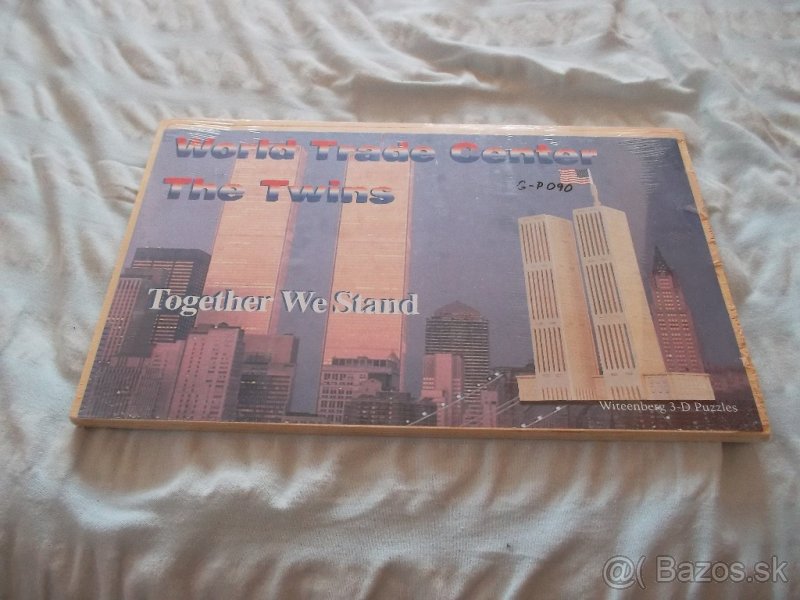 World Trade Center
The Twins
G-P090
Together We Stand
Witeenberg 3-D Puzzles
@( Bazos.sk